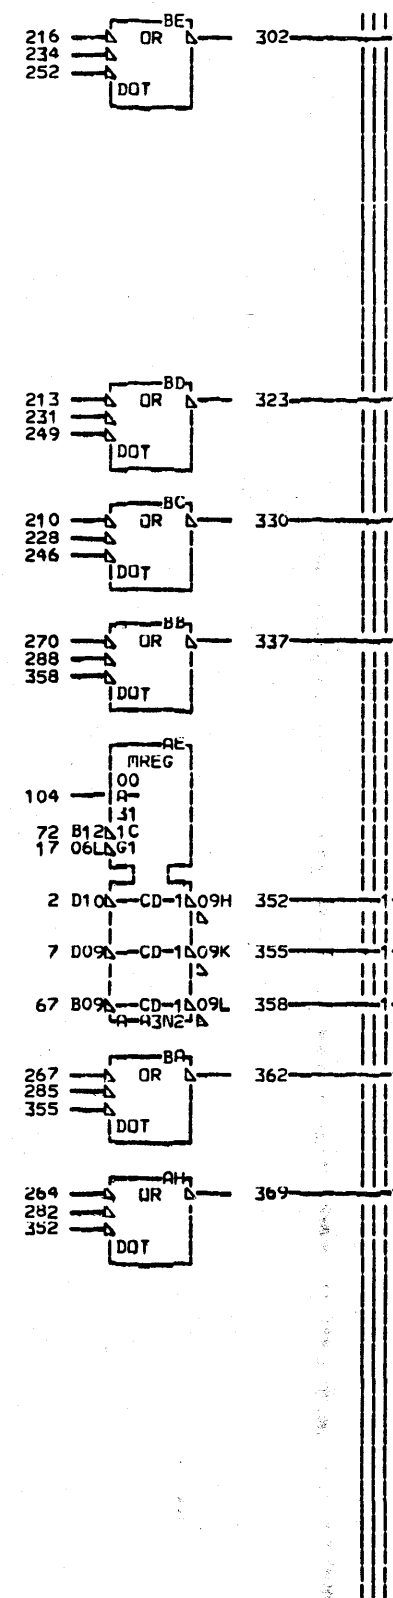 BE
216 OR 302
234
252
DOT
BD
213 OR 323
231
249
DOT
BC
210 OR 330
228
246
DOT
BB
270 OR 337
288
358
DOT
AE
MREG
00
104 A
31
72 B12 1C
17 06L G1
2 D10 CD-1 09H 352 1
7 D09 CD-1 09K 355 1
67 B09 CD-1 09L 358 1
A A3N2
BA
267 OR 362
285
355
DOT
AH
264 OR 369
282
352
DOT